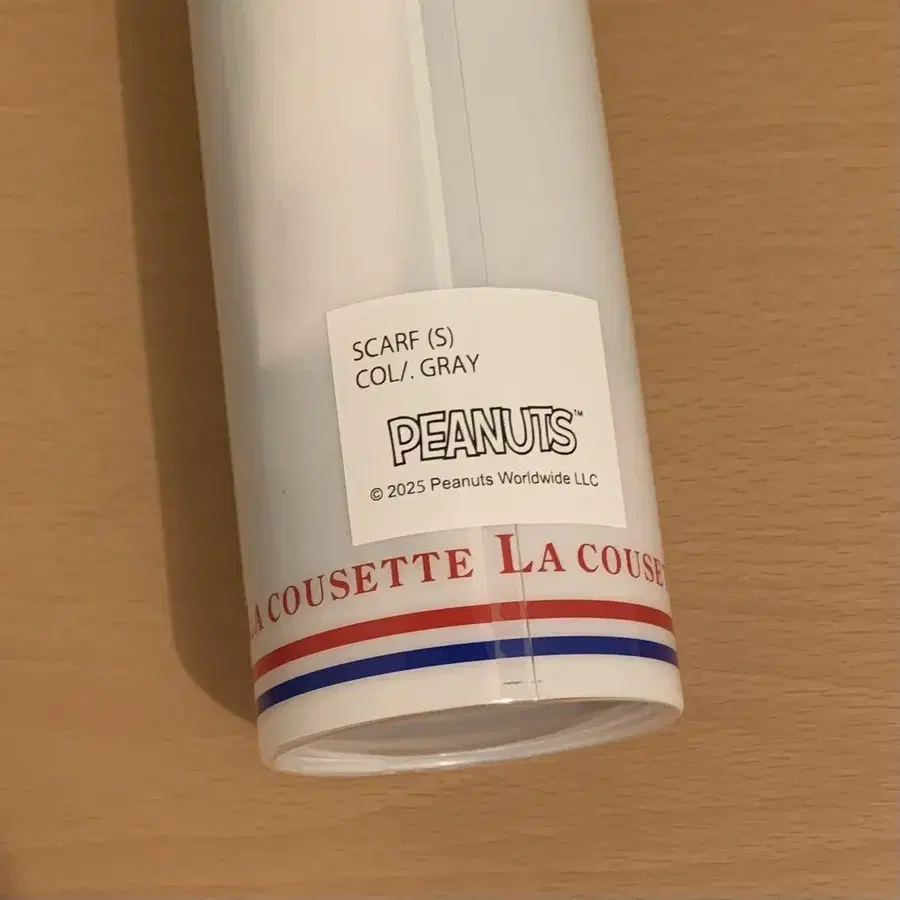 SCARF (S)
COL/. GRAY
PEANUTS™
© 2025 Peanuts Worldwide LLC
LA COUSETTE LA COUSE